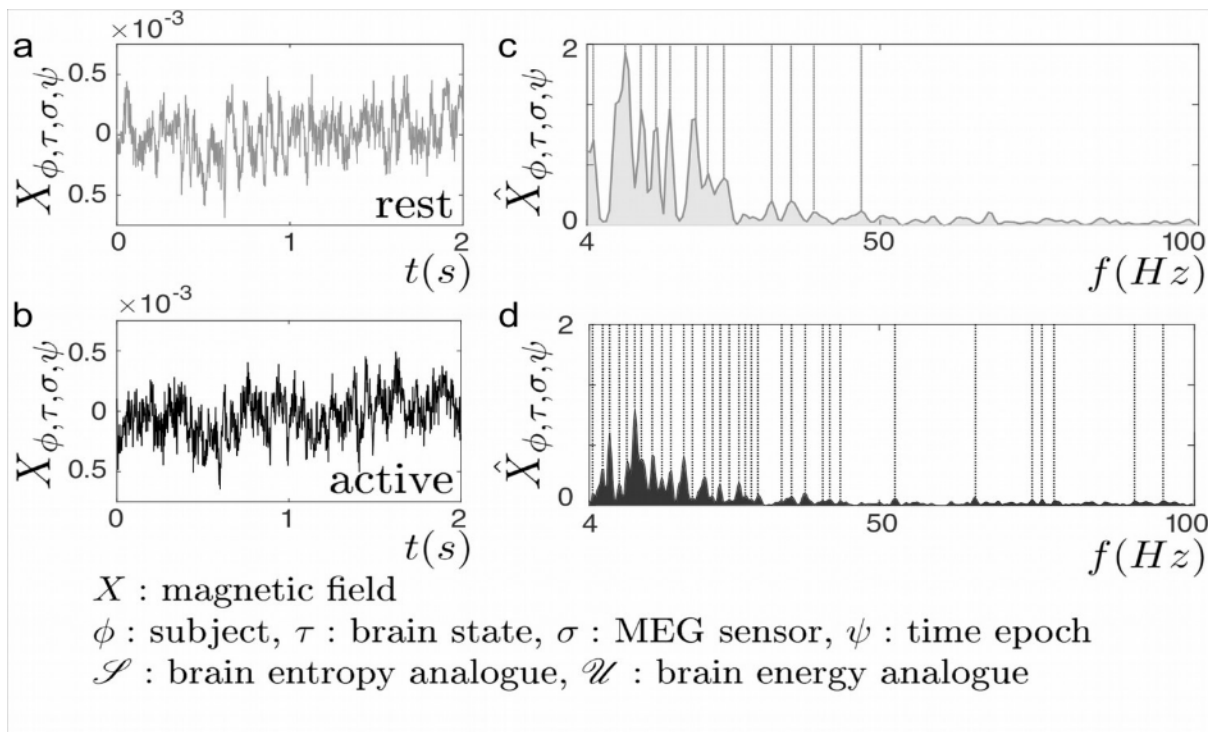 a
×10⁻³
0.5
0
0.5
X_{ϕ,τ,σ,ψ}
rest
0 1 2
t(s)
c
2
0
X̂_{ϕ,τ,σ,ψ}
4 50 100
f(Hz)
b
×10⁻³
0.5
0
0.5
X_{ϕ,τ,σ,ψ}
active
0 1 2
t(s)
d
2
0
X̂_{ϕ,τ,σ,ψ}
4 50 100
f(Hz)
X : magnetic field
ϕ : subject, τ : brain state, σ : MEG sensor, ψ : time epoch
𝒮 : brain entropy analogue, 𝒰 : brain energy analogue